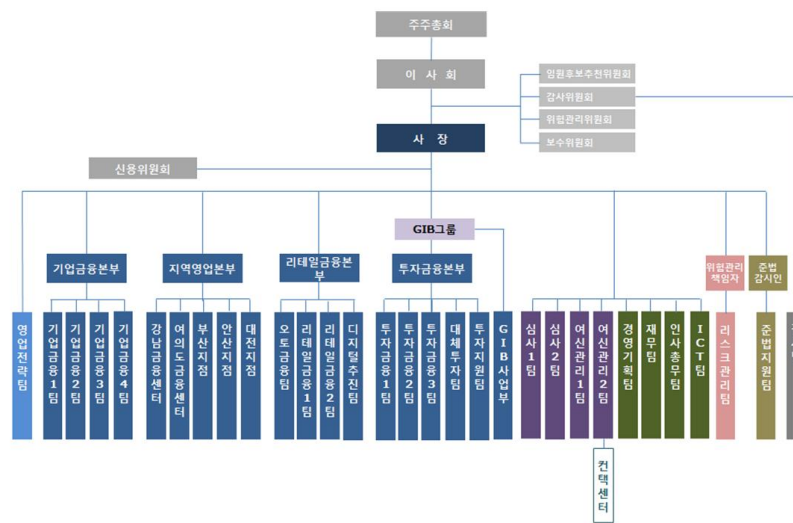 주주총회
이 사 회
임원후보추천위원회
감사위원회
위험관리위원회
보수위원회
사 장
신용위원회
GIB그룹
기업금융본부
지역영업본부
리테일금융본
부
투자금융본부
위험관리
책임자
준법
감시인
영업전략팀
기업금융1팀
기업금융2팀
기업금융3팀
기업금융4팀
강남금융센터
여의도금융센터
부산지점
안산지점
대전지점
오토금융팀
리테일금융1팀
리테일금융2팀
디지털추진팀
투자금융1팀
투자금융2팀
투자금융3팀
대체투자팀
투자지원팀
GIB사업부
심사1팀
심사2팀
여신관리1팀
여신관리2팀
경영기획팀
재무팀
인사총무팀
ICT팀
리스크관리팀
준법지원팀
컨택센터